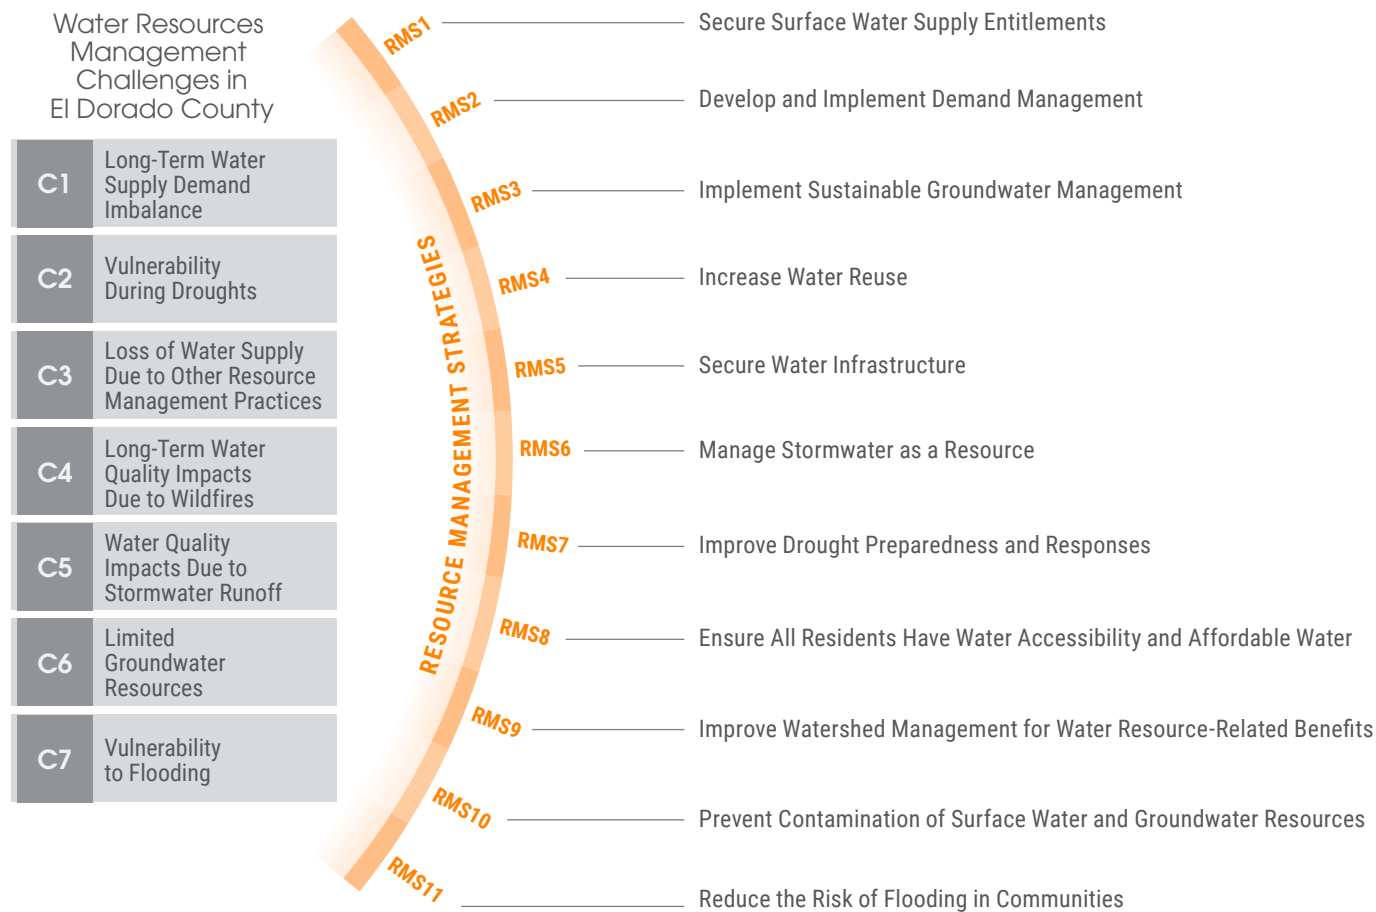 Water Resources
Management
Challenges in
El Dorado County
C1
Long-Term Water
Supply Demand
Imbalance
C2
Vulnerability
During Droughts
C3
Loss of Water Supply
Due to Other Resource
Management Practices
C4
Long-Term Water
Quality Impacts
Due to Wildfires
C5
Water Quality
Impacts Due to
Stormwater Runoff
C6
Limited
Groundwater
Resources
C7
Vulnerability
to Flooding
RESOURCE MANAGEMENT STRATEGIES
RMS1 Secure Surface Water Supply Entitlements
RMS2 Develop and Implement Demand Management
RMS3 Implement Sustainable Groundwater Management
RMS4 Increase Water Reuse
RMS5 Secure Water Infrastructure
RMS6 Manage Stormwater as a Resource
RMS7 Improve Drought Preparedness and Responses
RMS8 Ensure All Residents Have Water Accessibility and Affordable Water
RMS9 Improve Watershed Management for Water Resource-Related Benefits
RMS10 Prevent Contamination of Surface Water and Groundwater Resources
RMS11 Reduce the Risk of Flooding in Communities